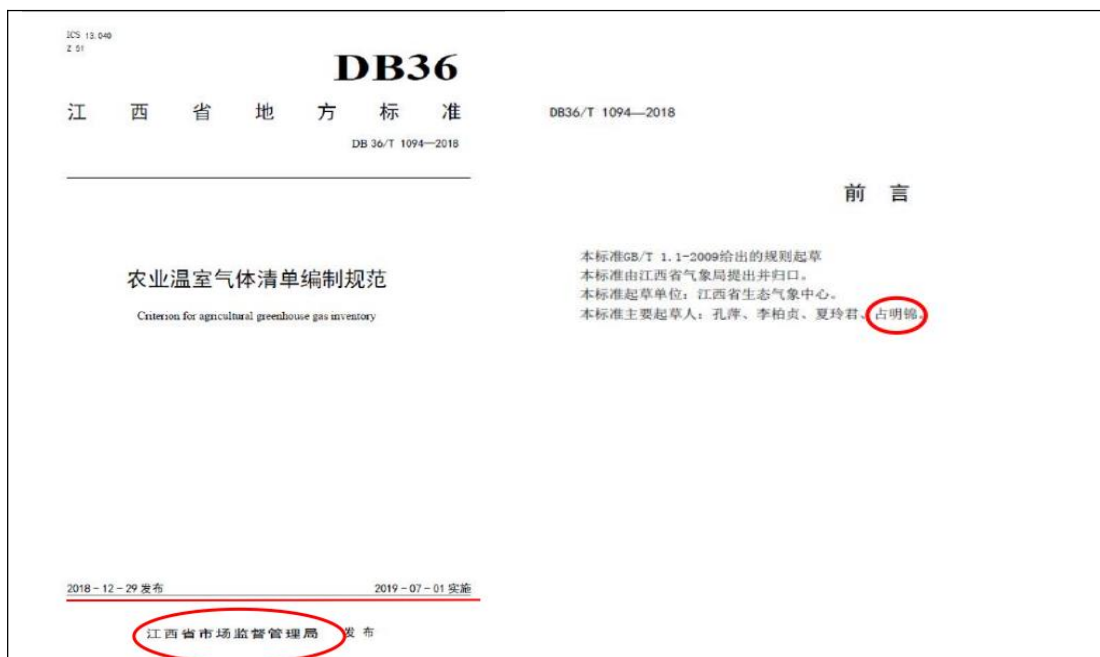 ICS 13.040
Z 51
DB36
江西省地方标准
DB 36/T 1094—2018
农业温室气体清单编制规范
Criterion for agricultural greenhouse gas inventory
2018-12-29 发布 2019-07-01 实施
江西省市场监督管理局 发布
DB36/T 1094—2018
前言
本标准GB/T 1.1-2009给出的规则起草
本标准由江西省气象局提出并归口。
本标准起草单位：江西省生态气象中心。
本标准主要起草人：孔萍、李柏贞、夏玲君、占明锦。